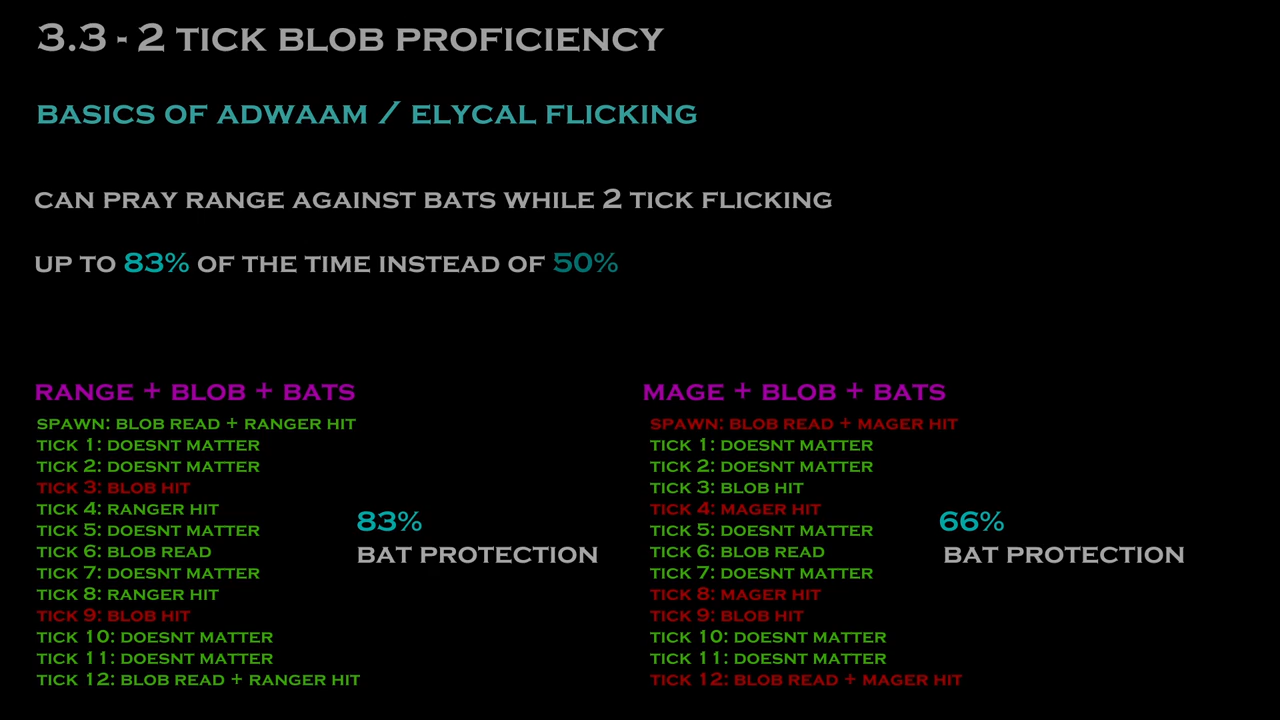 3.3 - 2 TICK BLOB PROFICIENCY
BASICS OF ADWAAM / ELYCAL FLICKING
CAN PRAY RANGE AGAINST BATS WHILE 2 TICK FLICKING
UP TO 83% OF THE TIME INSTEAD OF 50%
RANGE + BLOB + BATS
SPAWN: BLOB READ + RANGER HIT
TICK 1: DOESNT MATTER
TICK 2: DOESNT MATTER
TICK 3: BLOB HIT
TICK 4: RANGER HIT
TICK 5: DOESNT MATTER
TICK 6: BLOB READ
TICK 7: DOESNT MATTER
TICK 8: RANGER HIT
TICK 9: BLOB HIT
TICK 10: DOESNT MATTER
TICK 11: DOESNT MATTER
TICK 12: BLOB READ + RANGER HIT
83%
BAT PROTECTION
MAGE + BLOB + BATS
SPAWN: BLOB READ + MAGER HIT
TICK 1: DOESNT MATTER
TICK 2: DOESNT MATTER
TICK 3: BLOB HIT
TICK 4: MAGER HIT
TICK 5: DOESNT MATTER
TICK 6: BLOB READ
TICK 7: DOESNT MATTER
TICK 8: MAGER HIT
TICK 9: BLOB HIT
TICK 10: DOESNT MATTER
TICK 11: DOESNT MATTER
TICK 12: BLOB READ + MAGER HIT
66%
BAT PROTECTION